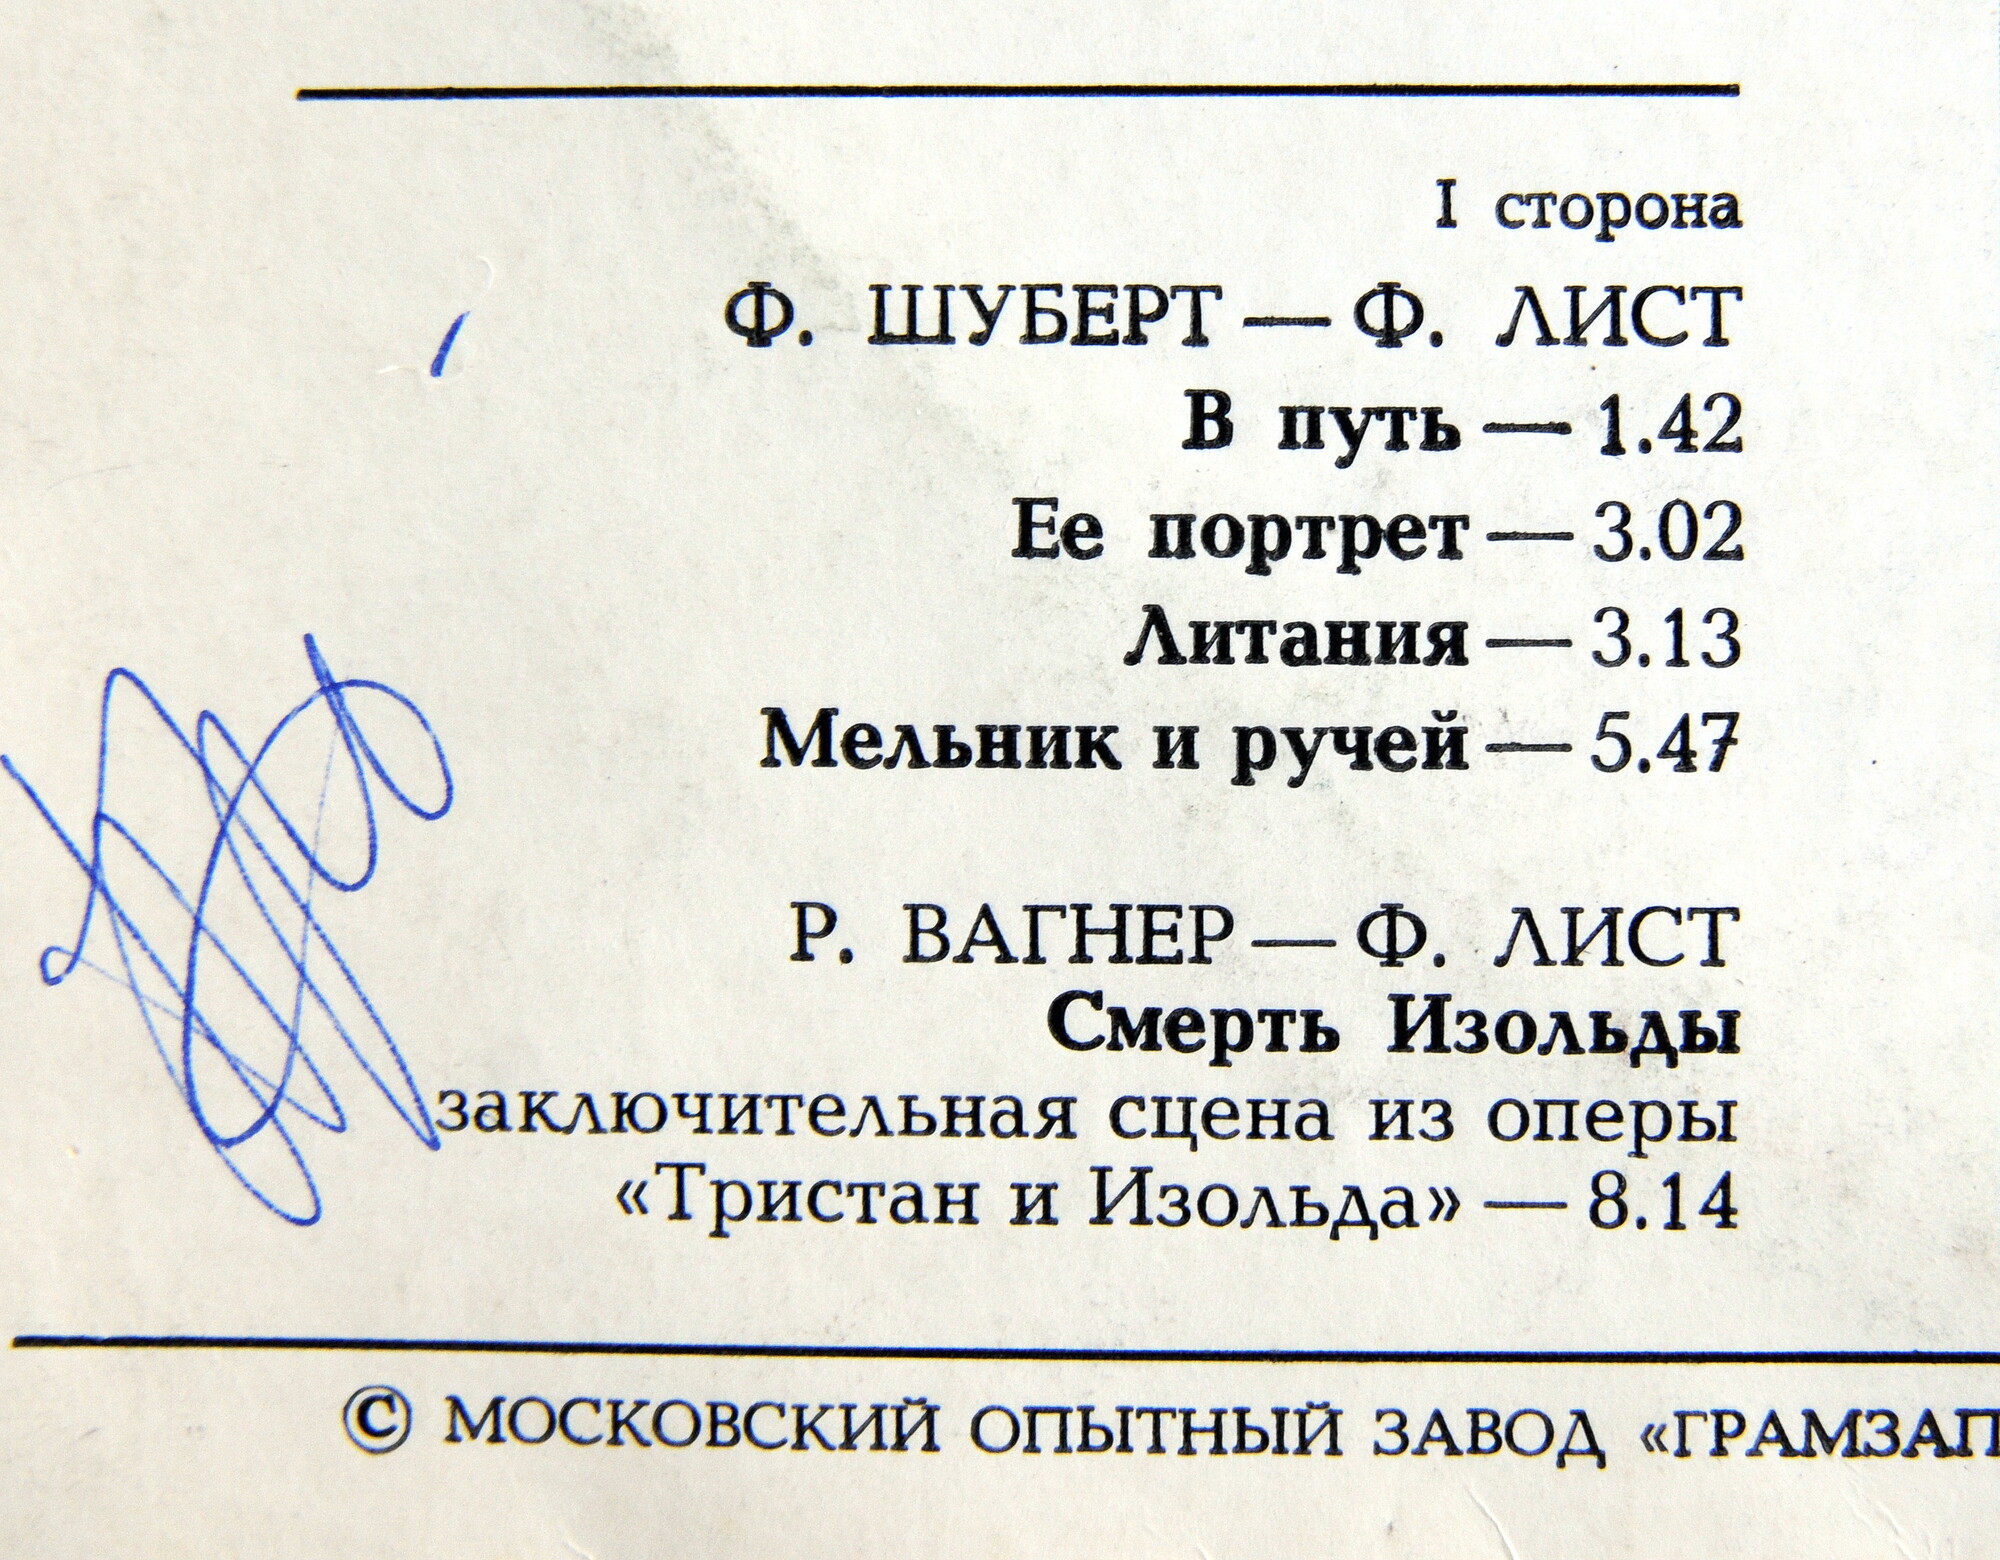 I сторона
Ф. ШУБЕРТ — Ф. ЛИСТ
В путь — 1.42
Ее портрет — 3.02
Литания — 3.13
Мельник и ручей — 5.47
Р. ВАГНЕР — Ф. ЛИСТ
Смерть Изольды
заключительная сцена из оперы
«Тристан и Изольда» — 8.14
© МОСКОВСКИЙ ОПЫТНЫЙ ЗАВОД «ГРАМЗАП